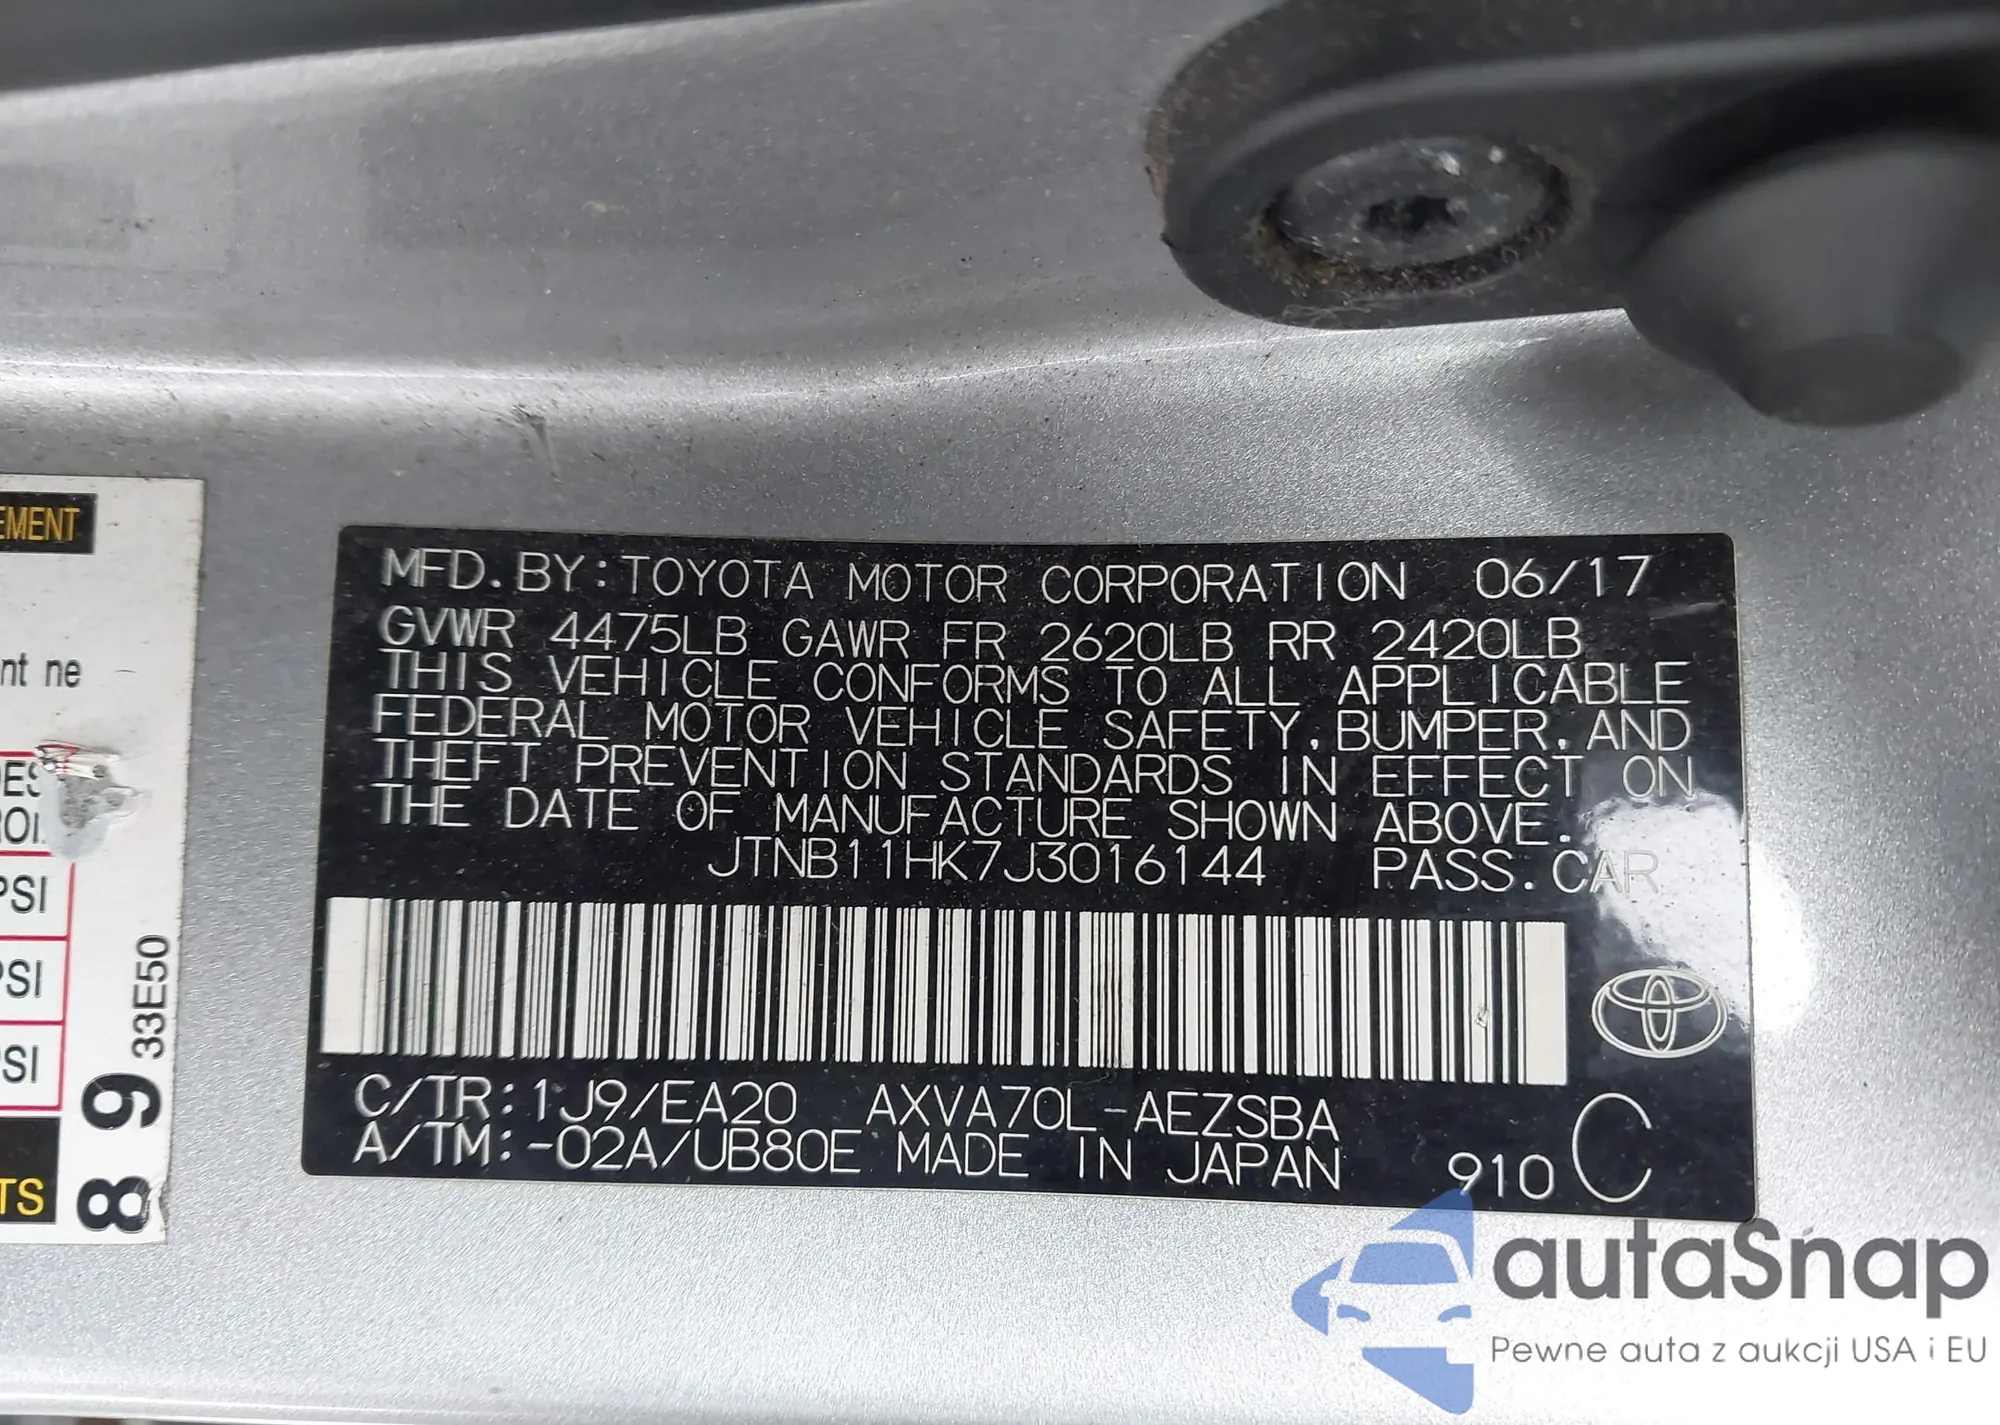 MFD. BY: TOYOTA MOTOR CORPORATION 06/17
GVWR 4475LB GAWR FR 2620LB RR 2420LB
THIS VEHICLE CONFORMS TO ALL APPLICABLE
FEDERAL MOTOR VEHICLE SAFETY, BUMPER, AND
THEFT PREVENTION STANDARDS IN EFFECT ON
THE DATE OF MANUFACTURE SHOWN ABOVE.
JTNB11HK7J3016144 PASS. CAR
C/TR: 1J9/EA20 AXVA70L-AEZSBA
A/TM: -02A/UB80E MADE IN JAPAN 910 C
EMENT
nt ne
PSI
PSI
PSI
TS
8 9 33E50
autaSnap
Pewne auta z aukcji USA i EU